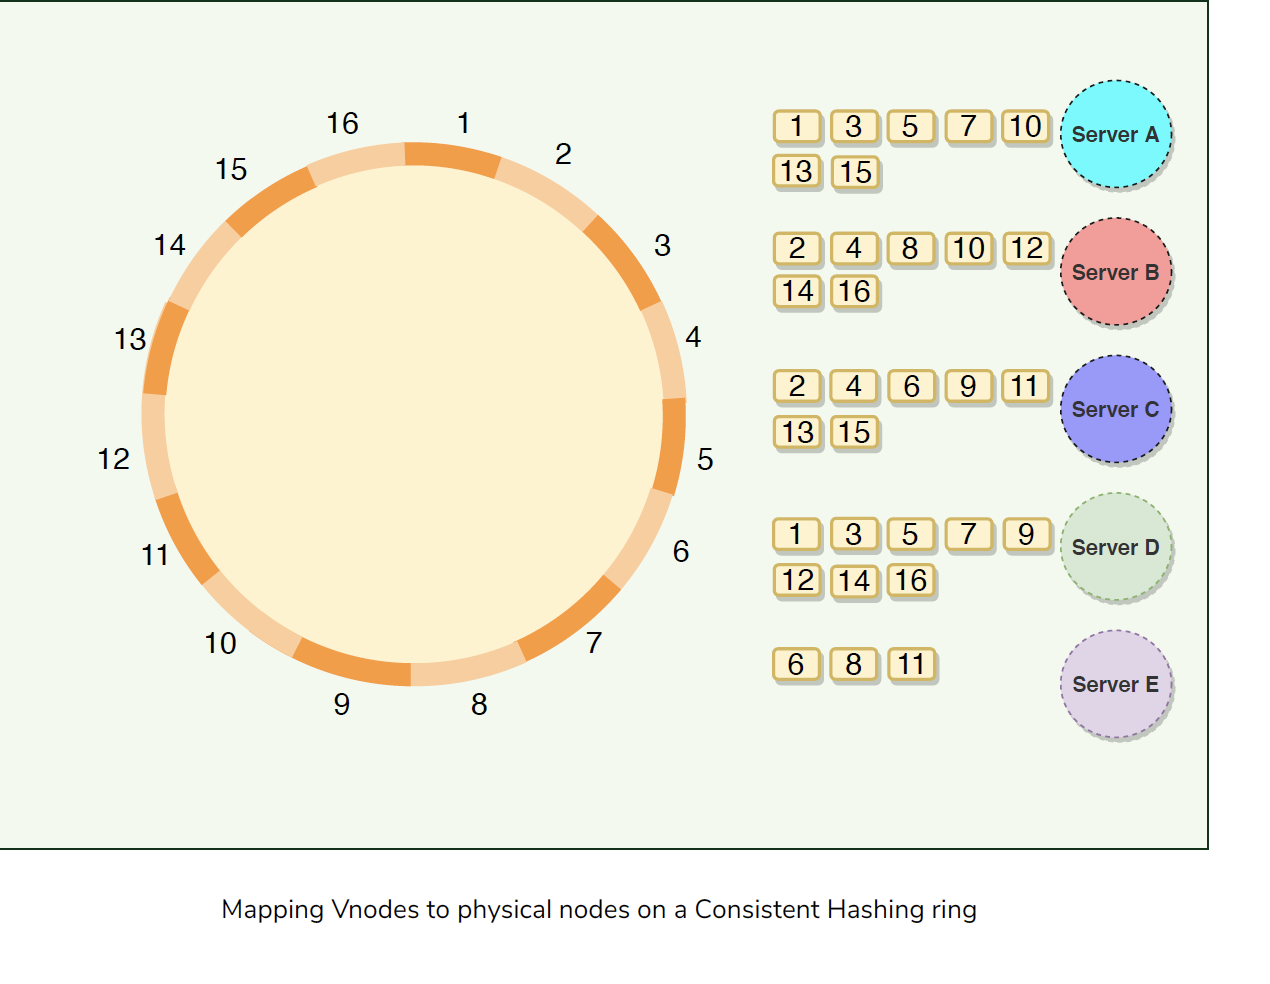 16 1
15 2
14 3
13 4
12 5
11 6
10 7
9 8
1 3 5 7 10
13 15
Server A
2 4 8 10 12
14 16
Server B
2 4 6 9 11
13 15
Server C
1 3 5 7 9
12 14 16
Server D
6 8 11
Server E
Mapping Vnodes to physical nodes on a Consistent Hashing ring